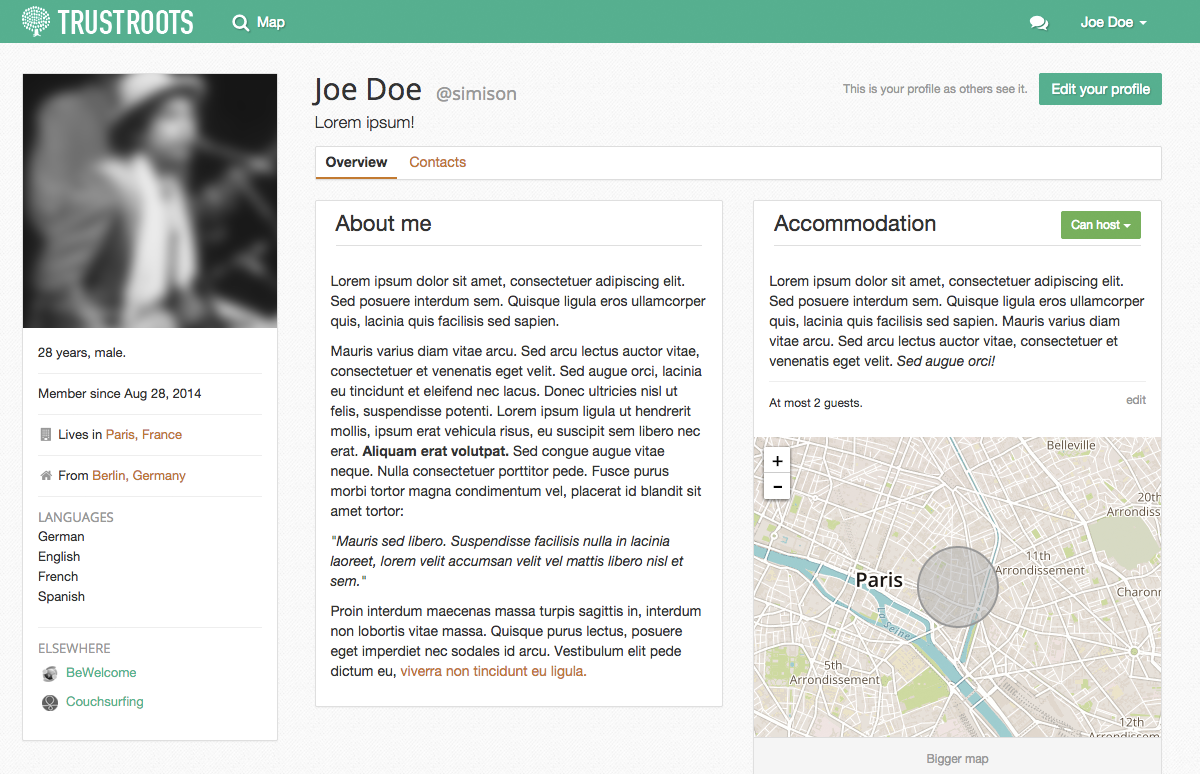 TRUSTROOTS
Map
Joe Doe
Joe Doe @simison
Lorem ipsum!
This is your profile as others see it.
Edit your profile
Overview
Contacts
28 years, male.
Member since Aug 28, 2014
Lives in Paris, France
From Berlin, Germany
LANGUAGES
German
English
French
Spanish
ELSEWHERE
BeWelcome
Couchsurfing
About me
Lorem ipsum dolor sit amet, consectetuer adipiscing elit.
Sed posuere interdum sem. Quisque ligula eros ullamcorper
quis, lacinia quis facilisis sed sapien.
Mauris varius diam vitae arcu. Sed arcu lectus auctor vitae,
consectetuer et venenatis eget velit. Sed augue orci, lacinia
eu tincidunt et eleifend nec lacus. Donec ultricies nisl ut
felis, suspendisse potenti. Lorem ipsum ligula ut hendrerit
mollis, ipsum erat vehicula risus, eu suscipit sem libero nec
erat. Aliquam erat volutpat. Sed congue augue vitae
neque. Nulla consectetuer porttitor pede. Fusce purus
morbi tortor magna condimentum vel, placerat id blandit sit
amet tortor:
"Mauris sed libero. Suspendisse facilisis nulla in lacinia
laoreet, lorem velit accumsan velit vel mattis libero nisl et
sem."
Proin interdum maecenas massa turpis sagittis in, interdum
non lobortis vitae massa. Quisque purus lectus, posuere
eget imperdiet nec sodales id arcu. Vestibulum elit pede
dictum eu, viverra non tincidunt eu ligula.
Accommodation
Can host
Lorem ipsum dolor sit amet, consectetuer adipiscing elit.
Sed posuere interdum sem. Quisque ligula eros ullamcorper
quis, lacinia quis facilisis sed sapien. Mauris varius diam
vitae arcu. Sed arcu lectus auctor vitae, consectetuer et
venenatis eget velit. Sed augue orci!
At most 2 guests.
edit
+
-
Belleville
20th
Arrondiss
11th
Arrondissement
Charon
Paris
La Seine
5th
Arrondissement
12th
Arrondissem
Bigger map